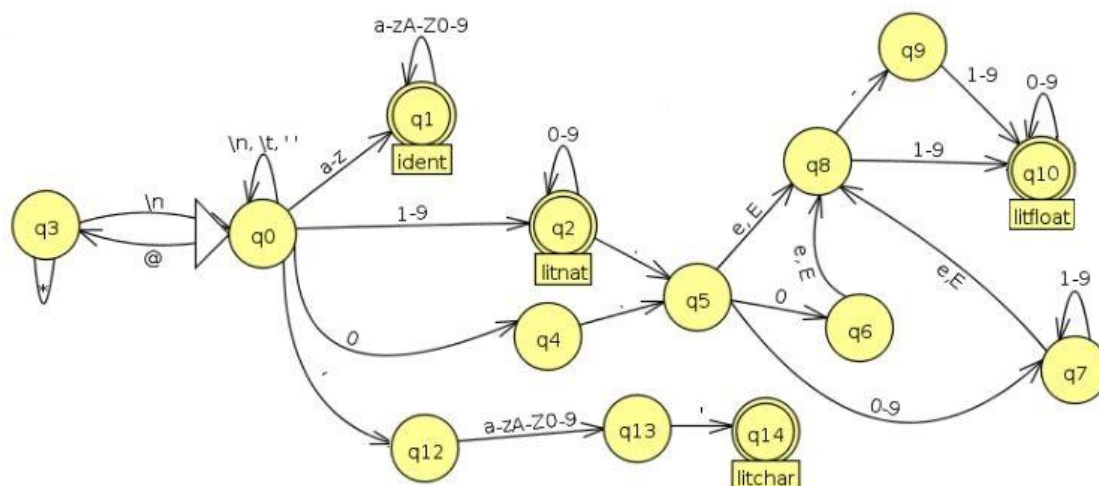 a-zA-Z0-9
q9
1-9
0-9
\n, \t, ' '
q1
a-z
ident
0-9
-
q8
1-9
q10
litfloat
\n
q3
@
*
q0
1-9
q2
litnat
.
e,E
e,E
e,E
1-9
q5
0
q6
0
q4
.
q7
0-9
'
a-zA-Z0-9
q12
q13
'
q14
litchar